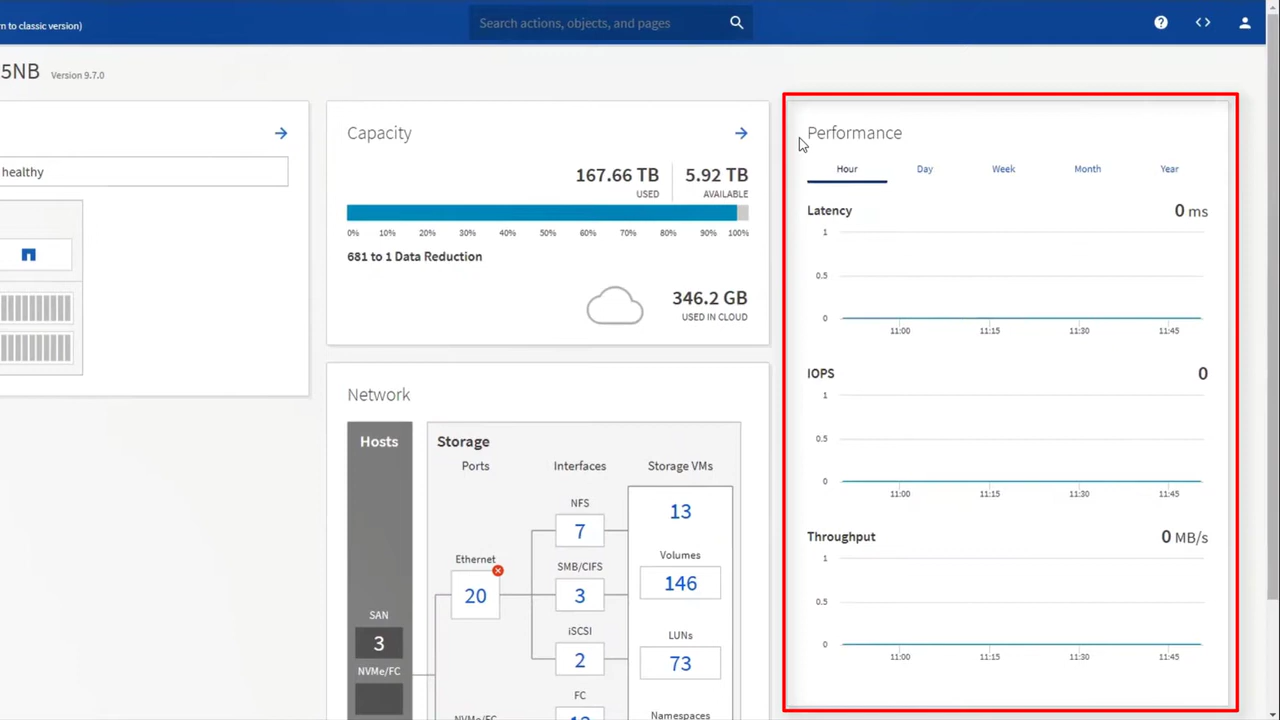 n to classic version)
Search actions, objects, and pages
?
5NB Version 9.7.0
healthy
Capacity
167.66 TB
USED
5.92 TB
AVAILABLE
0% 10% 20% 30% 40% 50% 60% 70% 80% 90% 100%
681 to 1 Data Reduction
346.2 GB
USED IN CLOUD
Network
Hosts
SAN
3
NVMe/FC
Storage
Ports Interfaces Storage VMs
Ethernet
20
NFS
7
SMB/CIFS
3
iSCSI
2
FC
NVMe/FC
13
Volumes
146
LUNs
73
Namespaces
Performance
Hour Day Week Month Year
Latency 0 ms
1
0.5
0
11:00 11:15 11:30 11:45
IOPS 0
1
0.5
0
11:00 11:15 11:30 11:45
Throughput 0 MB/s
1
0.5
0
11:00 11:15 11:30 11:45